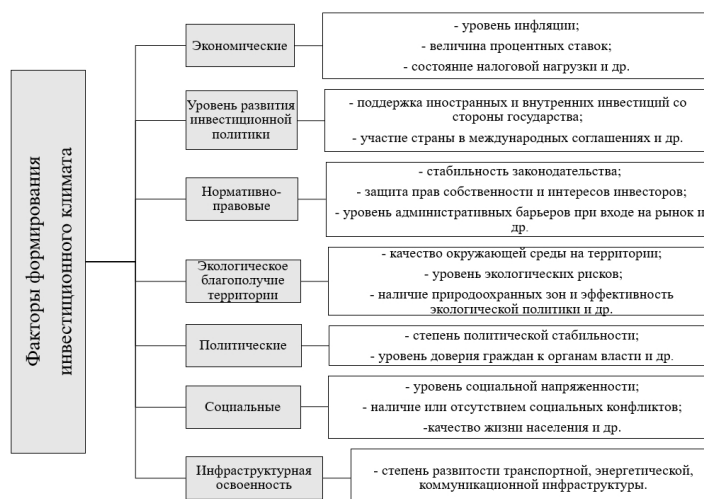 Факторы формирования
инвестиционного климата
Экономические
- уровень инфляции;
- величина процентных ставок;
- состояние налоговой нагрузки и др.
Уровень развития
инвестиционной
политики
- поддержка иностранных и внутренних инвестиций со
стороны государства;
- участие страны в международных соглашениях и др.
Нормативно-
правовые
- стабильность законодательства;
- защита прав собственности и интересов инвесторов;
- уровень административных барьеров при входе на рынок и
др.
Экологическое
благополучие
территории
- качество окружающей среды на территории;
- уровень экологических рисков;
- наличие природоохранных зон и эффективность
экологической политики и др.
Политические
- степень политической стабильности;
- уровень доверия граждан к органам власти и др.
Социальные
- уровень социальной напряженности;
- наличие или отсутствием социальных конфликтов;
-качество жизни населения и др.
Инфраструктурная
освоенность
- степень развитости транспортной, энергетической,
коммуникационной инфраструктуры.